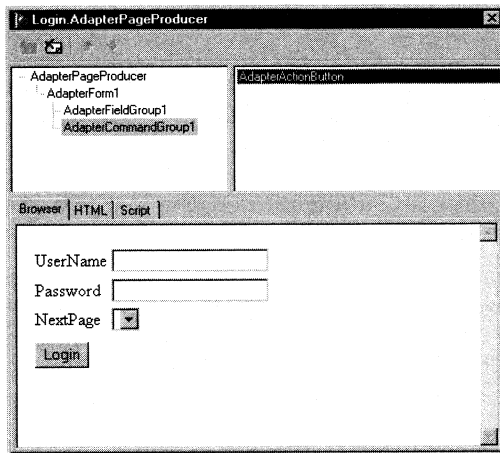 Login.AdapterPageProducer
AdapterPageProducer
AdapterForm1
AdapterFieldGroup1
AdapterCommandGroup1
AdapterActionButton
Browser HTML Script
UserName
Password
NextPage
Login